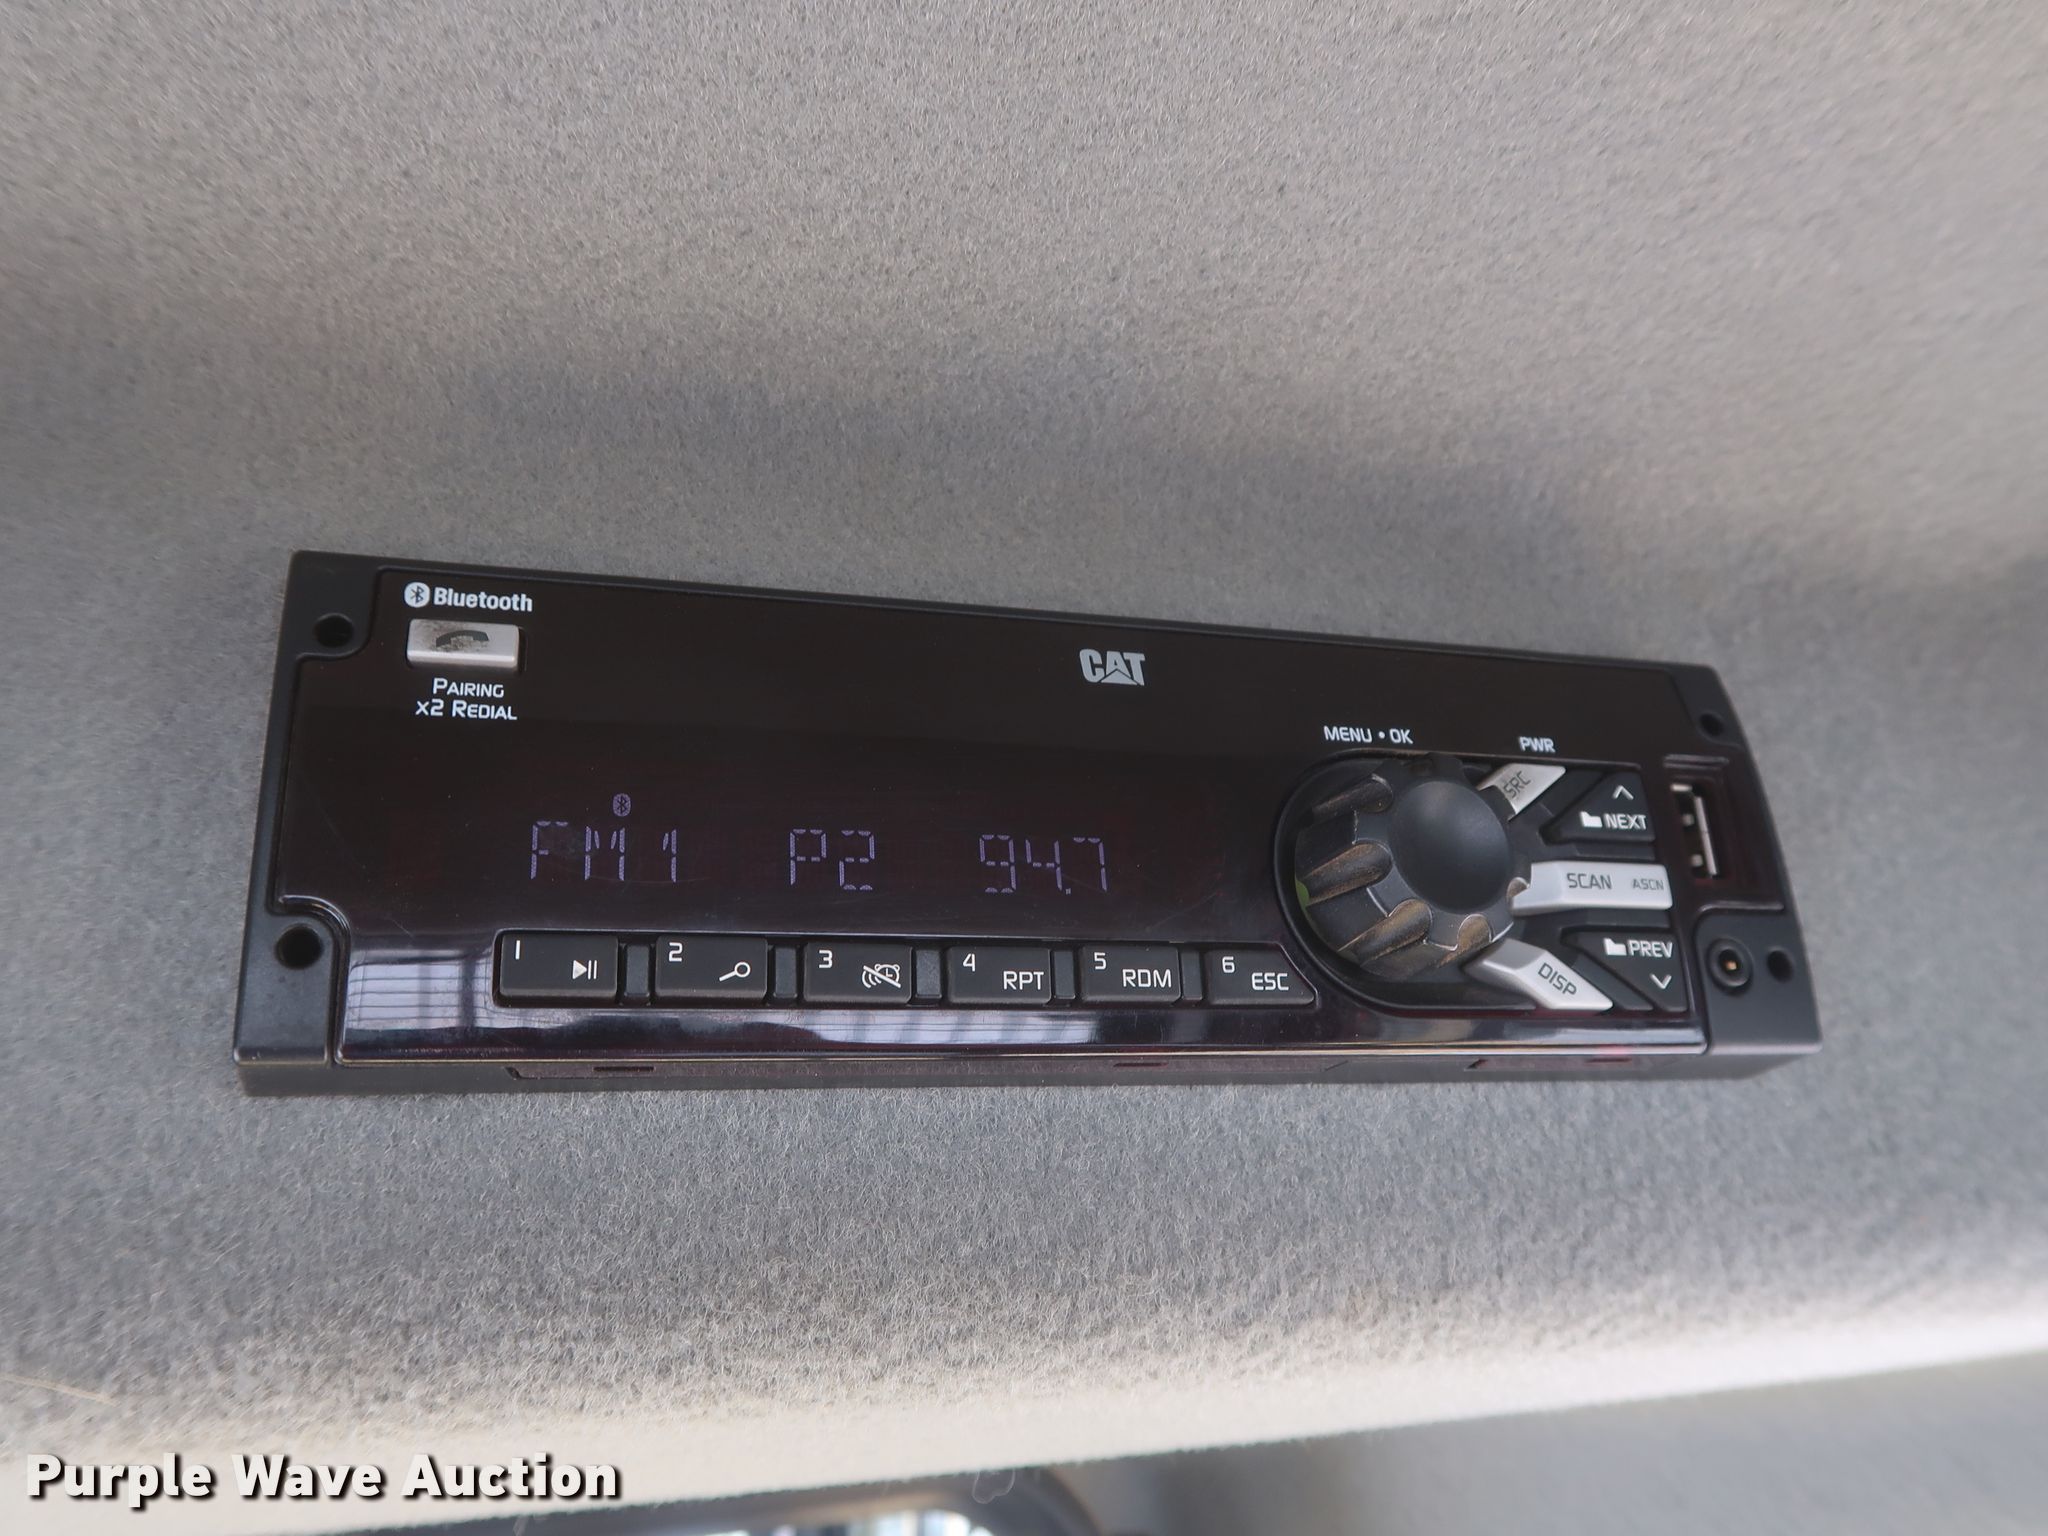 Bluetooth
PAIRING
x2 REDIAL
CAT
MENU • OK
PWR
SRC
NEXT
SCAN ASCN
PREV
DISP
FM1 P2 94.7
1
2
3
4 RPT
5 RDM
6 ESC
Purple Wave Auction